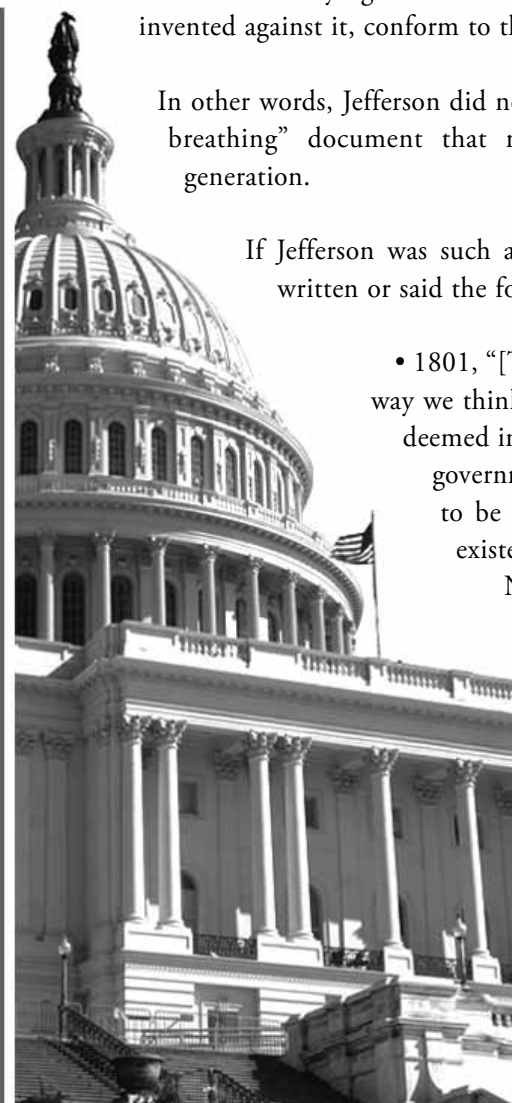 invented against it, conform to th
In other words, Jefferson did no
breathing” document that n
generation.
If Jefferson was such a
written or said the fo
• 1801, “[T
way we think
deemed in
governm
to be
existe
N